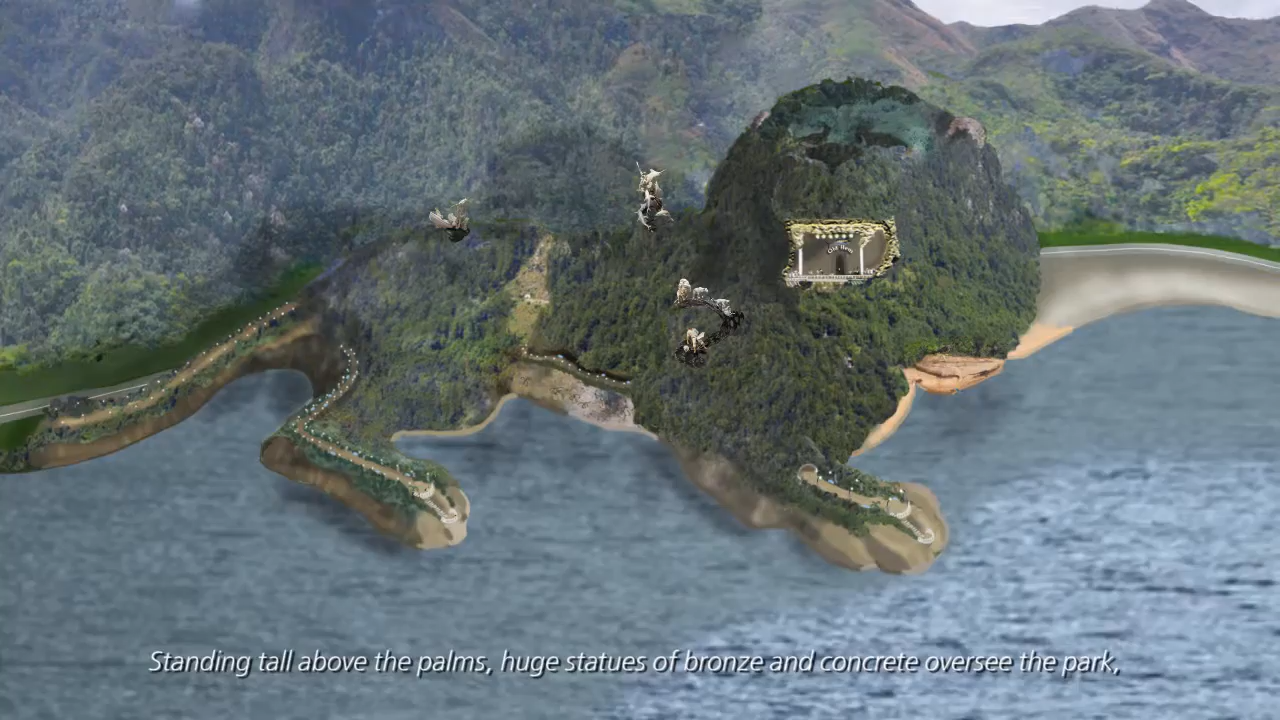 Standing tall above the palms, huge statues of bronze and concrete oversee the park,